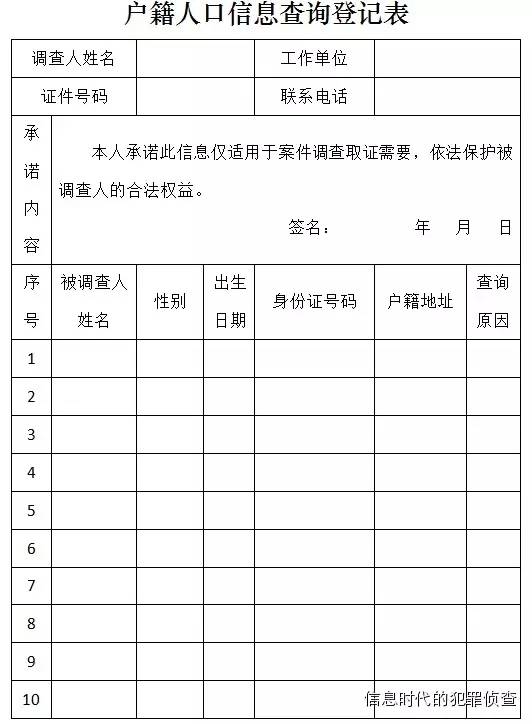 户籍人口信息查询登记表
调查人姓名 工作单位
证件号码 联系电话
承诺内容
本人承诺此信息仅适用于案件调查取证需要，依法保护被
调查人的合法权益。
签名： 年 月 日
序号 被调查人姓名 性别 出生日期 身份证号码 户籍地址 查询原因
1
2
3
4
5
6
7
8
9
10
信息时代的犯罪侦查